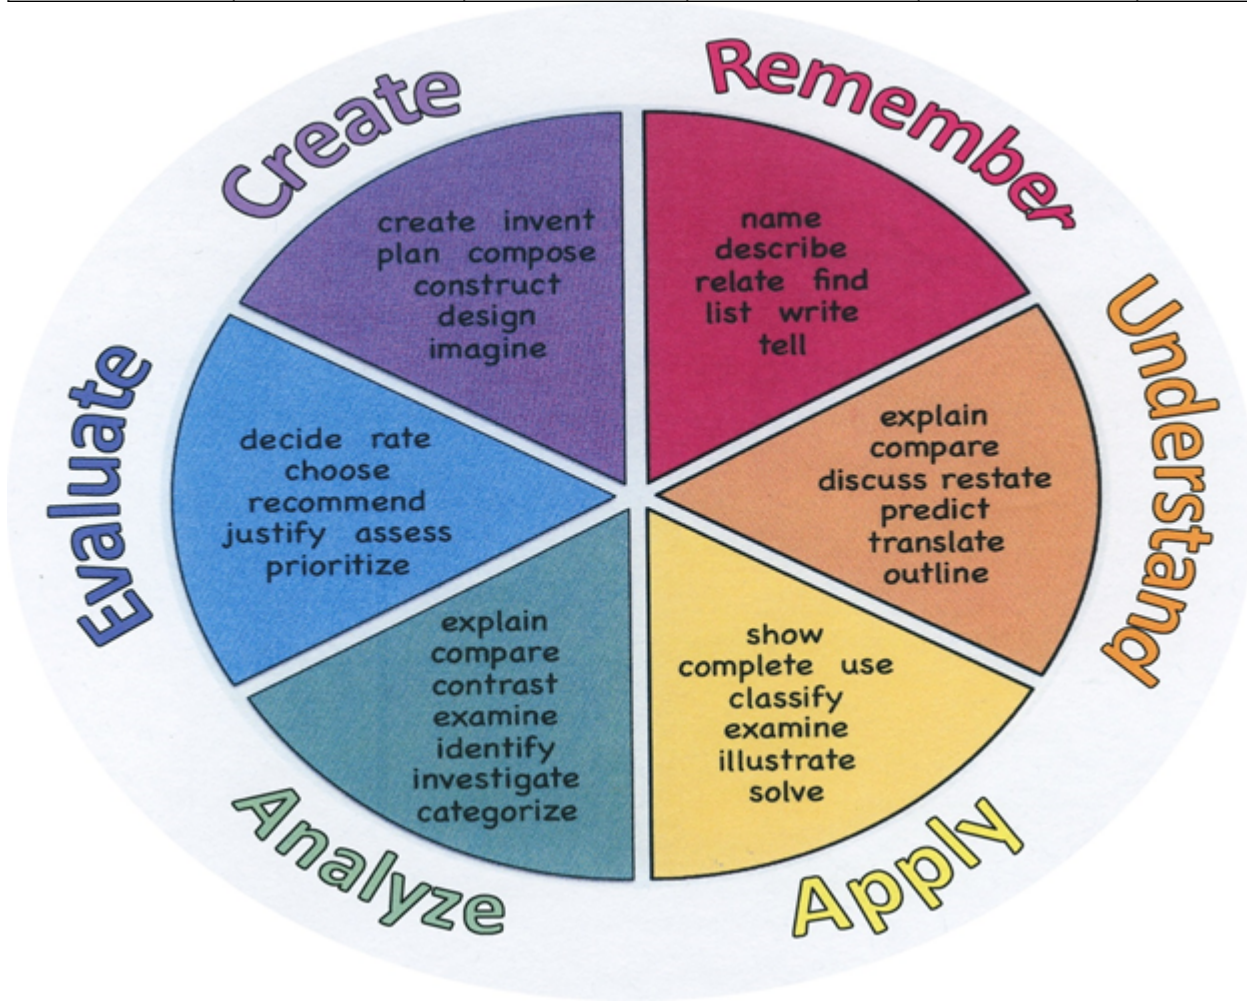 Remember
name
describe
relate find
list write
tell
Understand
explain
compare
discuss restate
predict
translate
outline
Apply
show
complete use
classify
examine
illustrate
solve
Analyze
explain
compare
contrast
examine
identify
investigate
categorize
Evaluate
decide rate
choose
recommend
justify assess
prioritize
Create
create invent
plan compose
construct
design
imagine